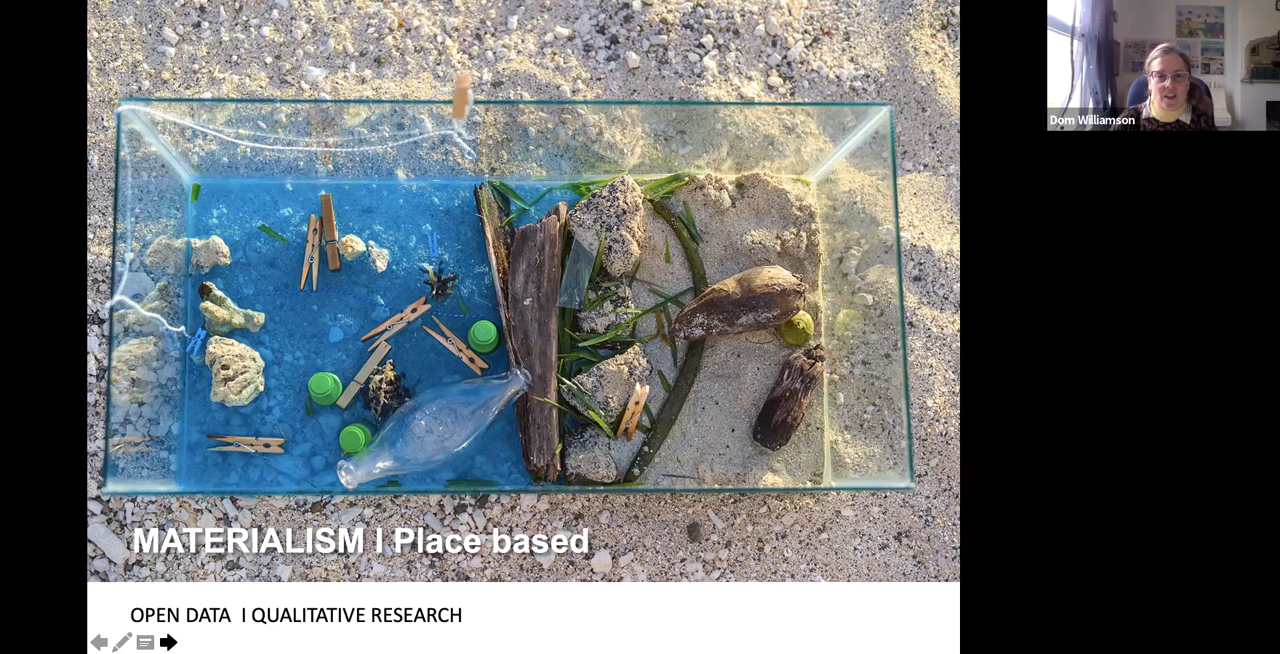 Dom Williamson
MATERIALISM I Place based
OPEN DATA I QUALITATIVE RESEARCH